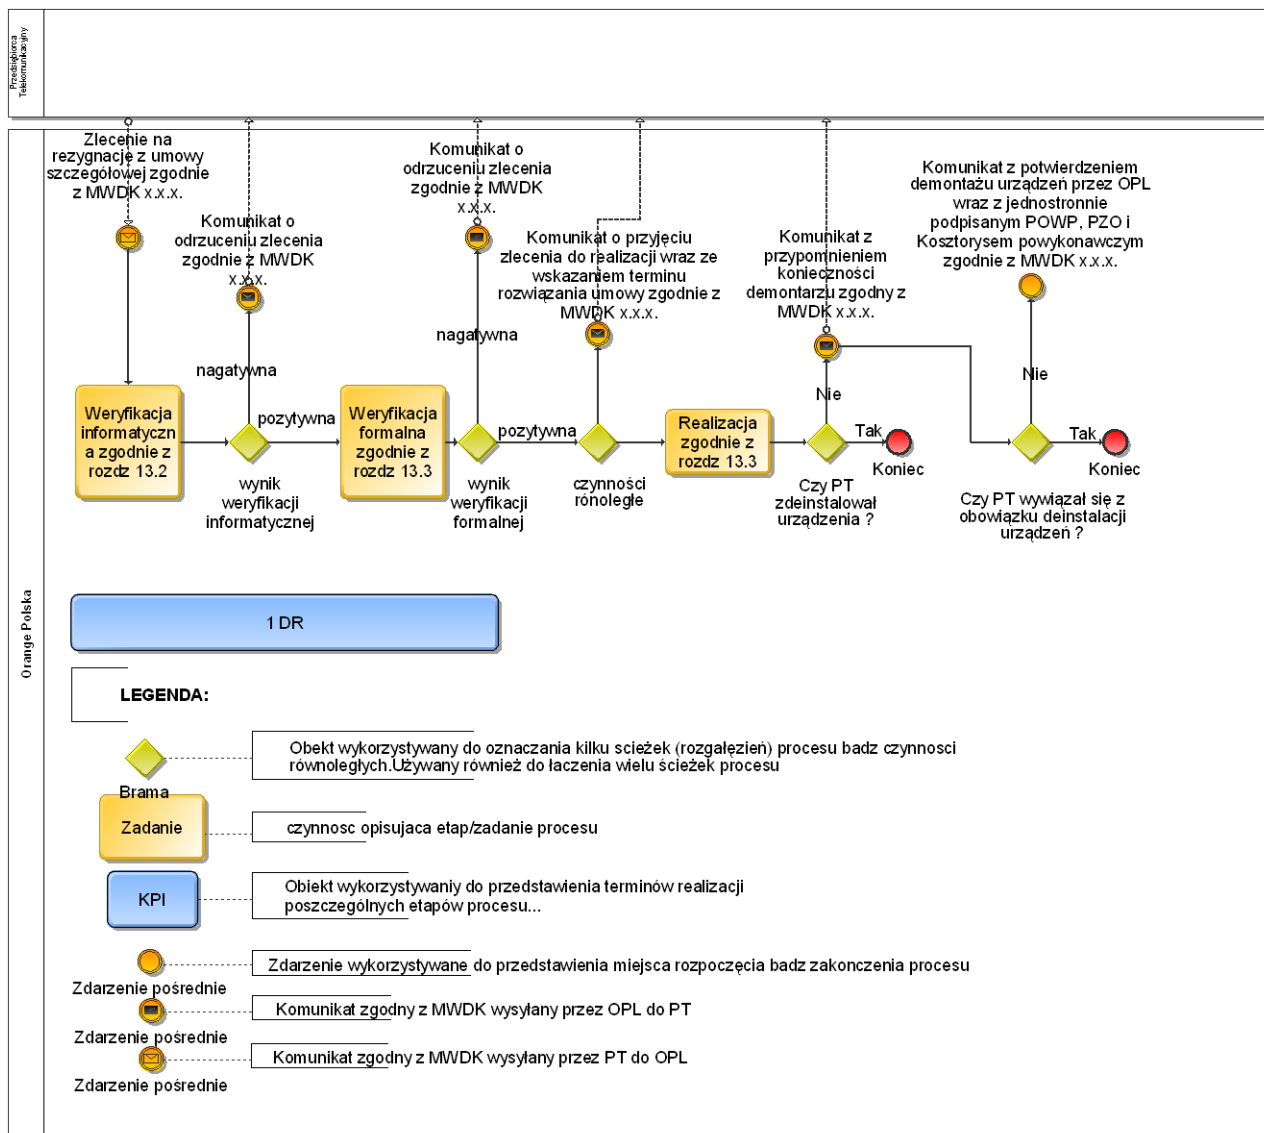 Przedsiębiorca
Telekomunikacyjny
Orange Polska
Zlecenie na
rezygnację z umowy
szczegółowej zgodnie
z MWDK x.x.x.
Komunikat o
odrzuceniu zlecenia
zgodnie z MWDK
x.x.x.
Komunikat o
odrzuceniu zlecenia
zgodnie z MWDK
x.x.x.
Komunikat o przyjęciu
zlecenia do realizacji wraz ze
wskazaniem terminu
rozwiązania umowy zgodnie z
MWDK x.x.x.
Komunikat z
przypomnieniem
konieczności
demontarzu zgodny z
MWDK x.x.x.
Komunikat z potwierdzeniem
demontażu urządzeń przez OPL
wraz z jednostronnie
podpisanym POWP, PZO i
Kosztorysem powykonawczym
zgodnie z MWDK x.x.x.
nagatywna
nagatywna
Nie
Nie
Weryfikacja
informatyczn
a zgodnie z
rozdz 13.2
pozytywna
Weryfikacja
formalna
zgodnie z
rozdz 13.3
pozytywna
Realizacja
zgodnie z
rozdz 13.3
Tak
Koniec
Tak
Koniec
wynik
weryfikacji
informatycznej
wynik
weryfikacji
formalnej
czynności
rónoległe
Czy PT
zdeinstalował
urządzenia ?
Czy PT wywiązał się z
obowiązku deinstalacji
urządzeń ?
1 DR
LEGENDA:
Brama
Obekt wykorzystywany do oznaczania kilku scieżek (rozgałęzień) procesu badz czynnosci
równoległych.Używany również do łaczenia wielu ścieżek procesu
Zadanie
czynnosc opisujaca etap/zadanie procesu
KPI
Obiekt wykorzystywaniy do przedstawienia terminów realizacji
poszczególnych etapów procesu...
Zdarzenie pośrednie
Zdarzenie wykorzystywane do przedstawienia miejsca rozpoczęcia badz zakonczenia procesu
Zdarzenie pośrednie
Komunikat zgodny z MWDK wysyłany przez OPL do PT
Zdarzenie pośrednie
Komunikat zgodny z MWDK wysyłany przez PT do OPL